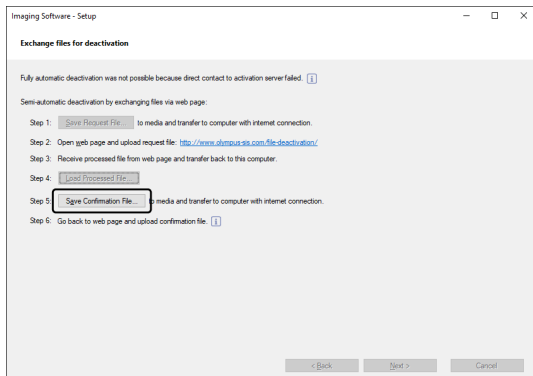 Imaging Software - Setup
Exchange files for deactivation
Fully automatic deactivation was not possible because direct contact to activation server failed.
Semi-automatic deactivation by exchanging files via web page:
Step 1: Save Request File... to media and transfer to computer with internet connection.
Step 2: Open web page and upload request file: http://www.olympus-sis.com/file-deactivation/
Step 3: Receive processed file from web page and transfer back to this computer.
Step 4: Load Processed File...
Step 5: Save Confirmation File... to media and transfer to computer with internet connection.
Step 6: Go back to web page and upload confirmation file.
< Back Next > Cancel